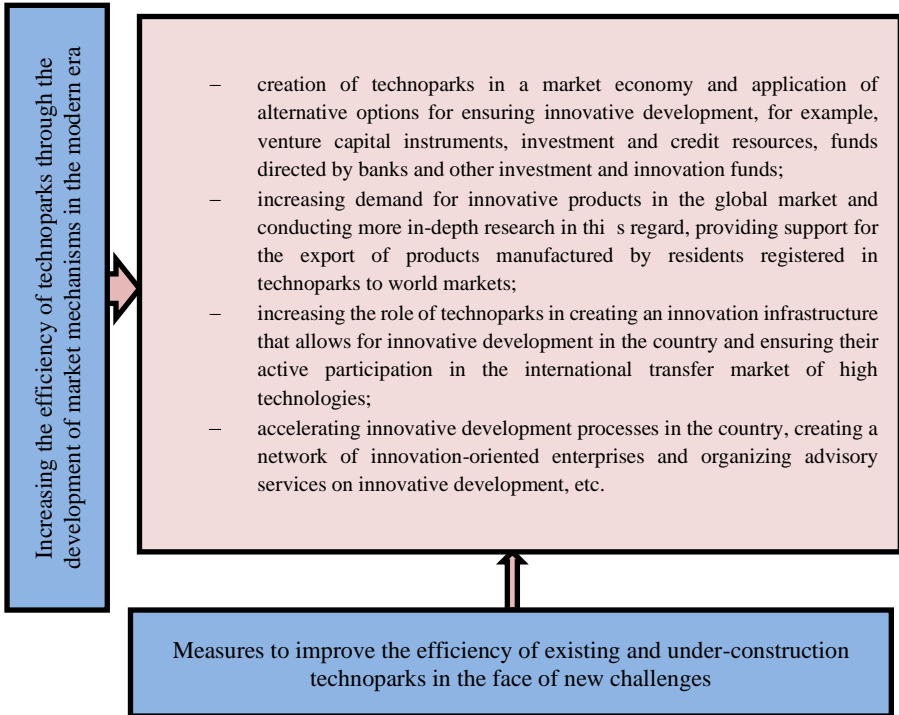 Increasing the efficiency of technoparks through the
development of market mechanisms in the modern era
– creation of technoparks in a market economy and application of
alternative options for ensuring innovative development, for example,
venture capital instruments, investment and credit resources, funds
directed by banks and other investment and innovation funds;
– increasing demand for innovative products in the global market and
conducting more in-depth research in thi s regard, providing support for
the export of products manufactured by residents registered in
technoparks to world markets;
– increasing the role of technoparks in creating an innovation infrastructure
that allows for innovative development in the country and ensuring their
active participation in the international transfer market of high
technologies;
– accelerating innovative development processes in the country, creating a
network of innovation-oriented enterprises and organizing advisory
services on innovative development, etc.
Measures to improve the efficiency of existing and under-construction
technoparks in the face of new challenges